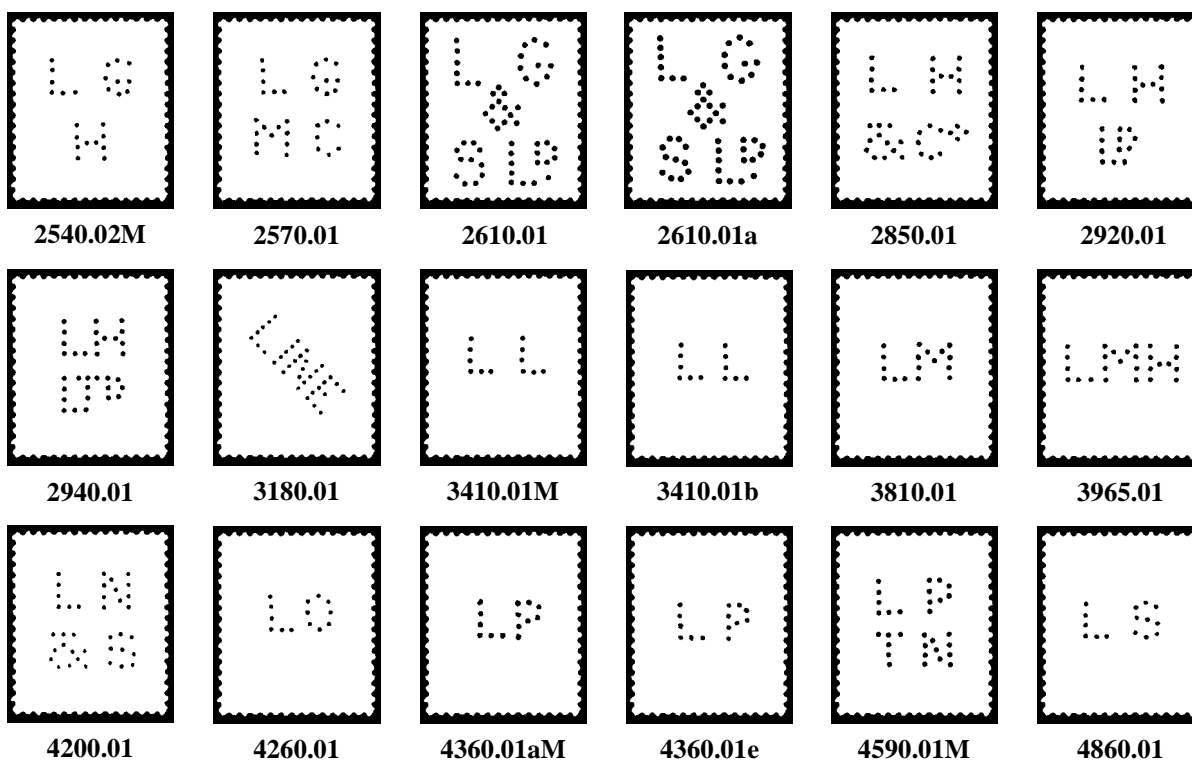 L G
H
L G
M C
L G
&
S LP
L G
&
S LP
L H
&Co
L H
LP
2540.02M 2570.01 2610.01 2610.01a 2850.01 2920.01
LH
LTP
L L
L L
LM
LMH
2940.01 3180.01 3410.01M 3410.01b 3810.01 3965.01
L N
& S
LO
LP
L P
L P
T N
L S
4200.01 4260.01 4360.01aM 4360.01e 4590.01M 4860.01